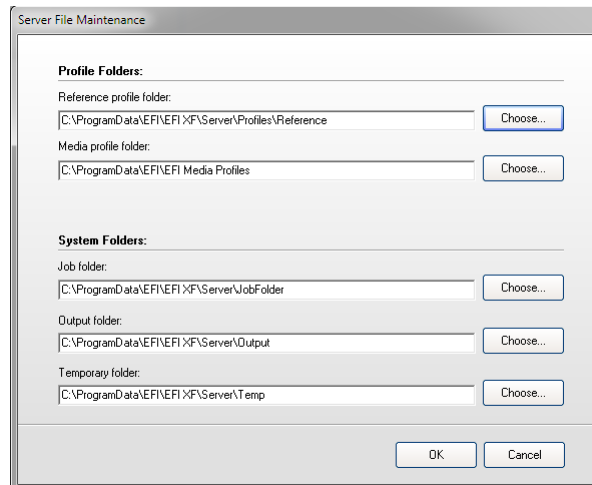 Server File Maintenance
Profile Folders:
Reference profile folder:
C:\ProgramData\EFI\EFI XF\Server\Profiles\Reference Choose...
Media profile folder:
C:\ProgramData\EFI\EFI Media Profiles Choose...
System Folders:
Job folder:
C:\ProgramData\EFI\EFI XF\Server\JobFolder Choose...
Output folder:
C:\ProgramData\EFI\EFI XF\Server\Output Choose...
Temporary folder:
C:\ProgramData\EFI\EFI XF\Server\Temp Choose...
OK Cancel